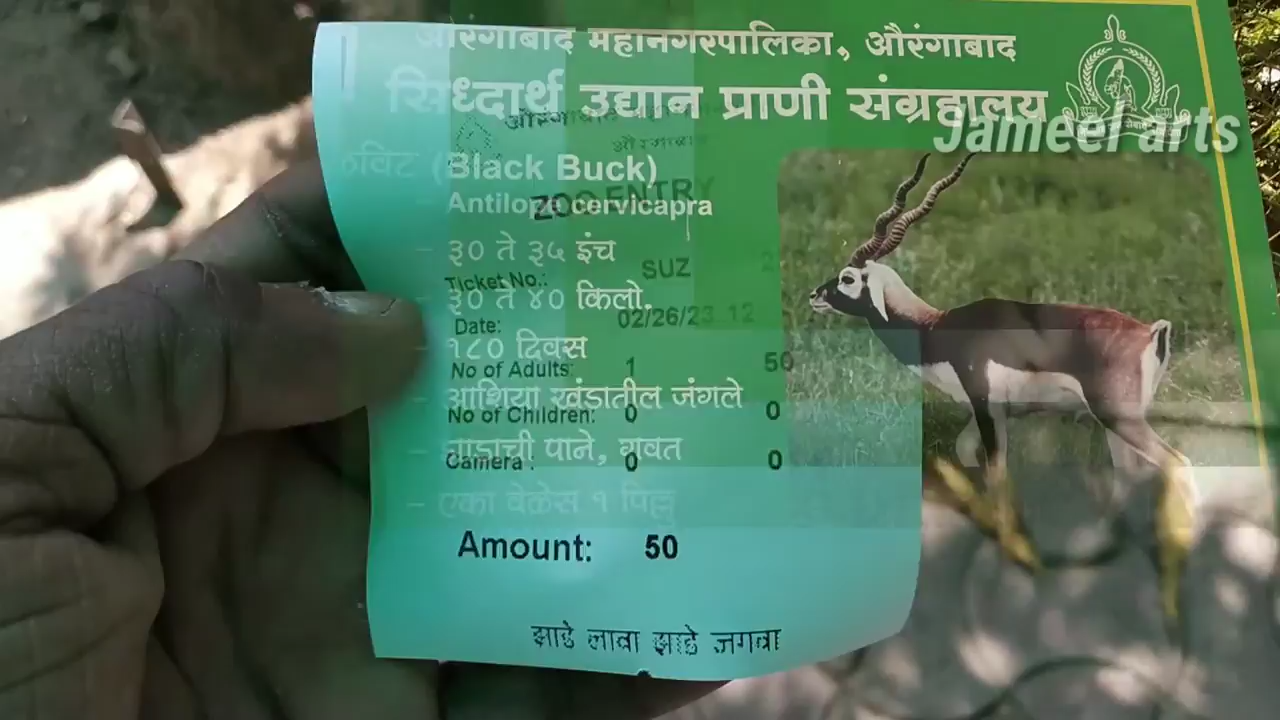 औरंगाबाद महानगरपालिका, औरंगाबाद
सिध्दार्थ उद्यान प्राणी संग्रहालय
Jameel arts
(Black Buck)
ZOO ENTRY
Antilope cervicapra
– ३० ते ३५ इंच
Ticket No.: SUZ
– ३० ते ४० किलो.
Date: 02/26/23 12
– १८० दिवस
No of Adults: 1 50
– आशिया खंडातील जंगले
No of Children: 0 0
– झाडाची पाने, गवत
Camera : 0 0
– एका वेळेस १ पिल्लु
Amount: 50
झाडे लावा झाडे जगवा